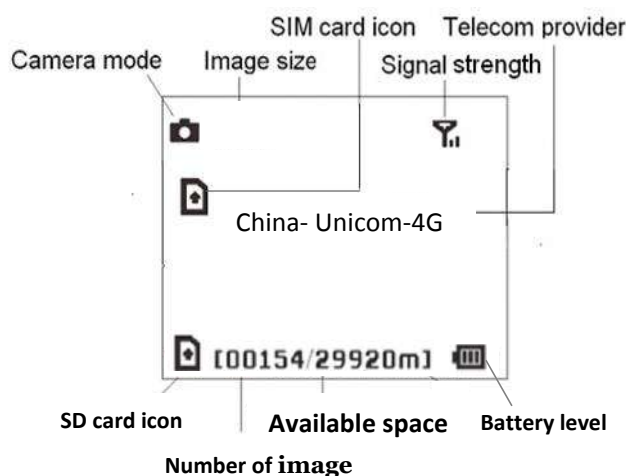 SIM card icon Telecom provider
Camera mode Image size Signal strength
China- Unicom-4G
[00154/29920m]
SD card icon Available space Battery level
Number of image